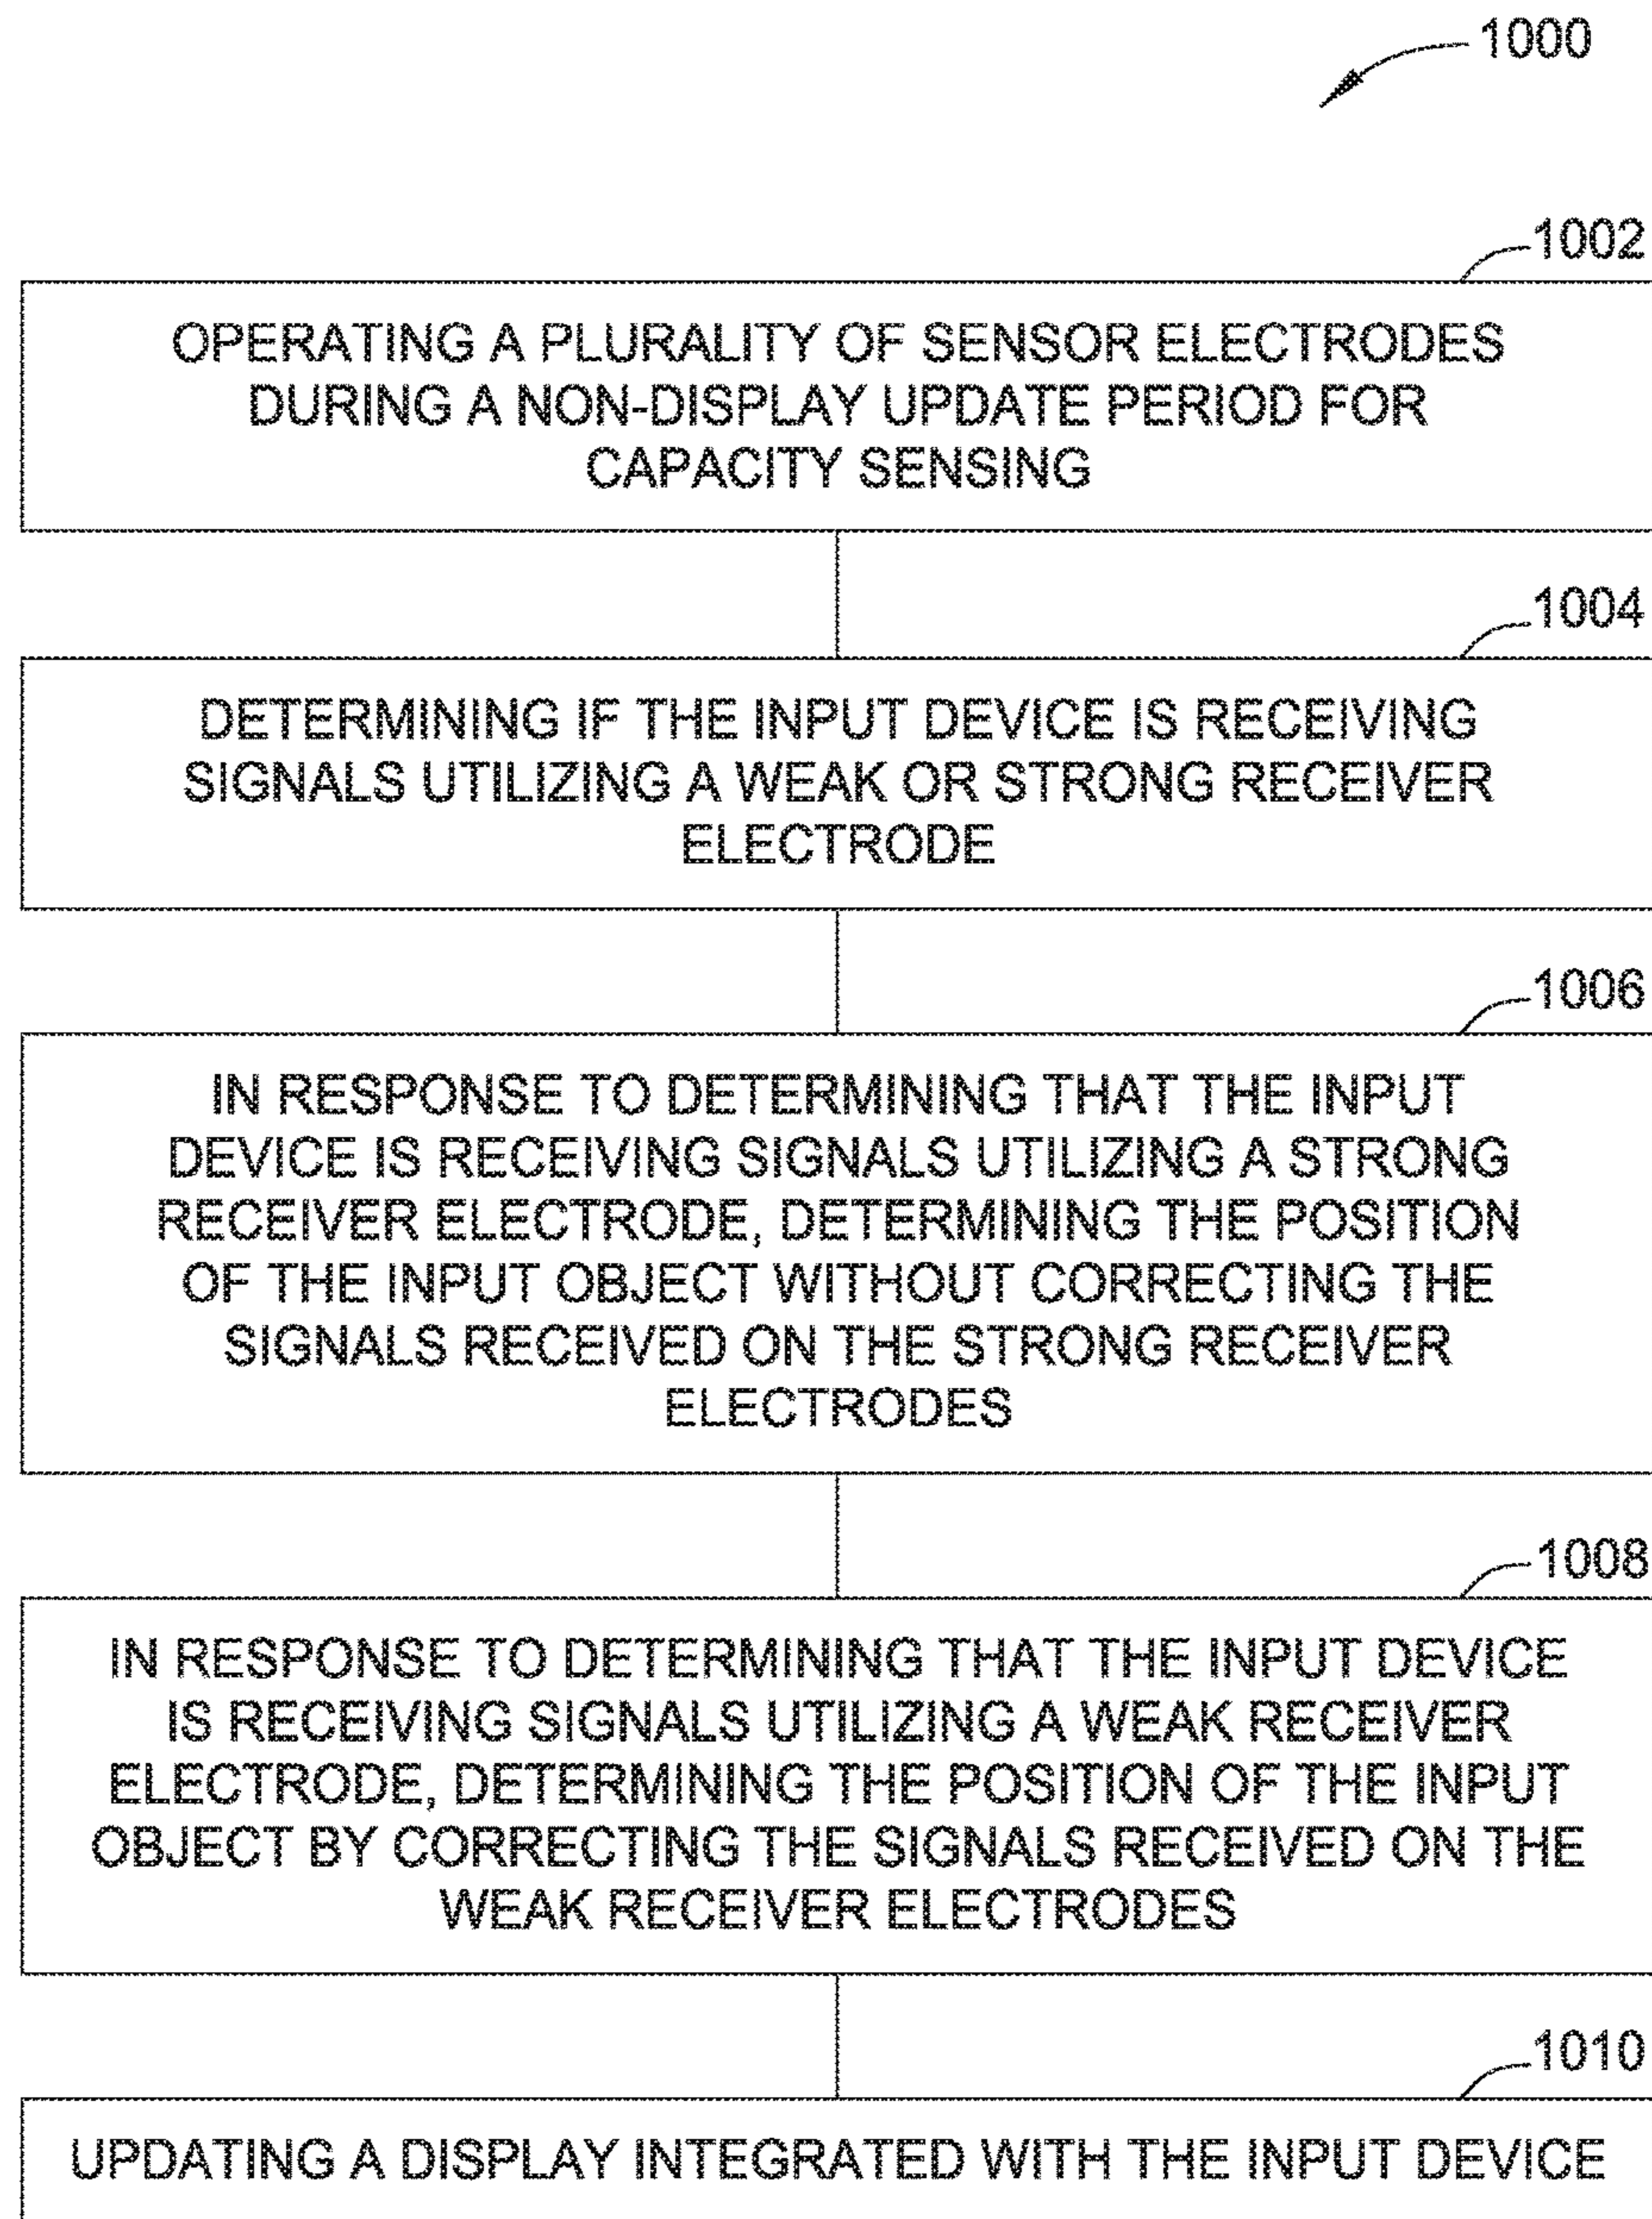 1000
1002
OPERATING A PLURALITY OF SENSOR ELECTRODES
DURING A NON-DISPLAY UPDATE PERIOD FOR
CAPACITY SENSING
1004
DETERMINING IF THE INPUT DEVICE IS RECEIVING
SIGNALS UTILIZING A WEAK OR STRONG RECEIVER
ELECTRODE
1006
IN RESPONSE TO DETERMINING THAT THE INPUT
DEVICE IS RECEIVING SIGNALS UTILIZING A STRONG
RECEIVER ELECTRODE, DETERMINING THE POSITION
OF THE INPUT OBJECT WITHOUT CORRECTING THE
SIGNALS RECEIVED ON THE STRONG RECEIVER
ELECTRODES
1008
IN RESPONSE TO DETERMINING THAT THE INPUT DEVICE
IS RECEIVING SIGNALS UTILIZING A WEAK RECEIVER
ELECTRODE, DETERMINING THE POSITION OF THE INPUT
OBJECT BY CORRECTING THE SIGNALS RECEIVED ON THE
WEAK RECEIVER ELECTRODES
1010
UPDATING A DISPLAY INTEGRATED WITH THE INPUT DEVICE